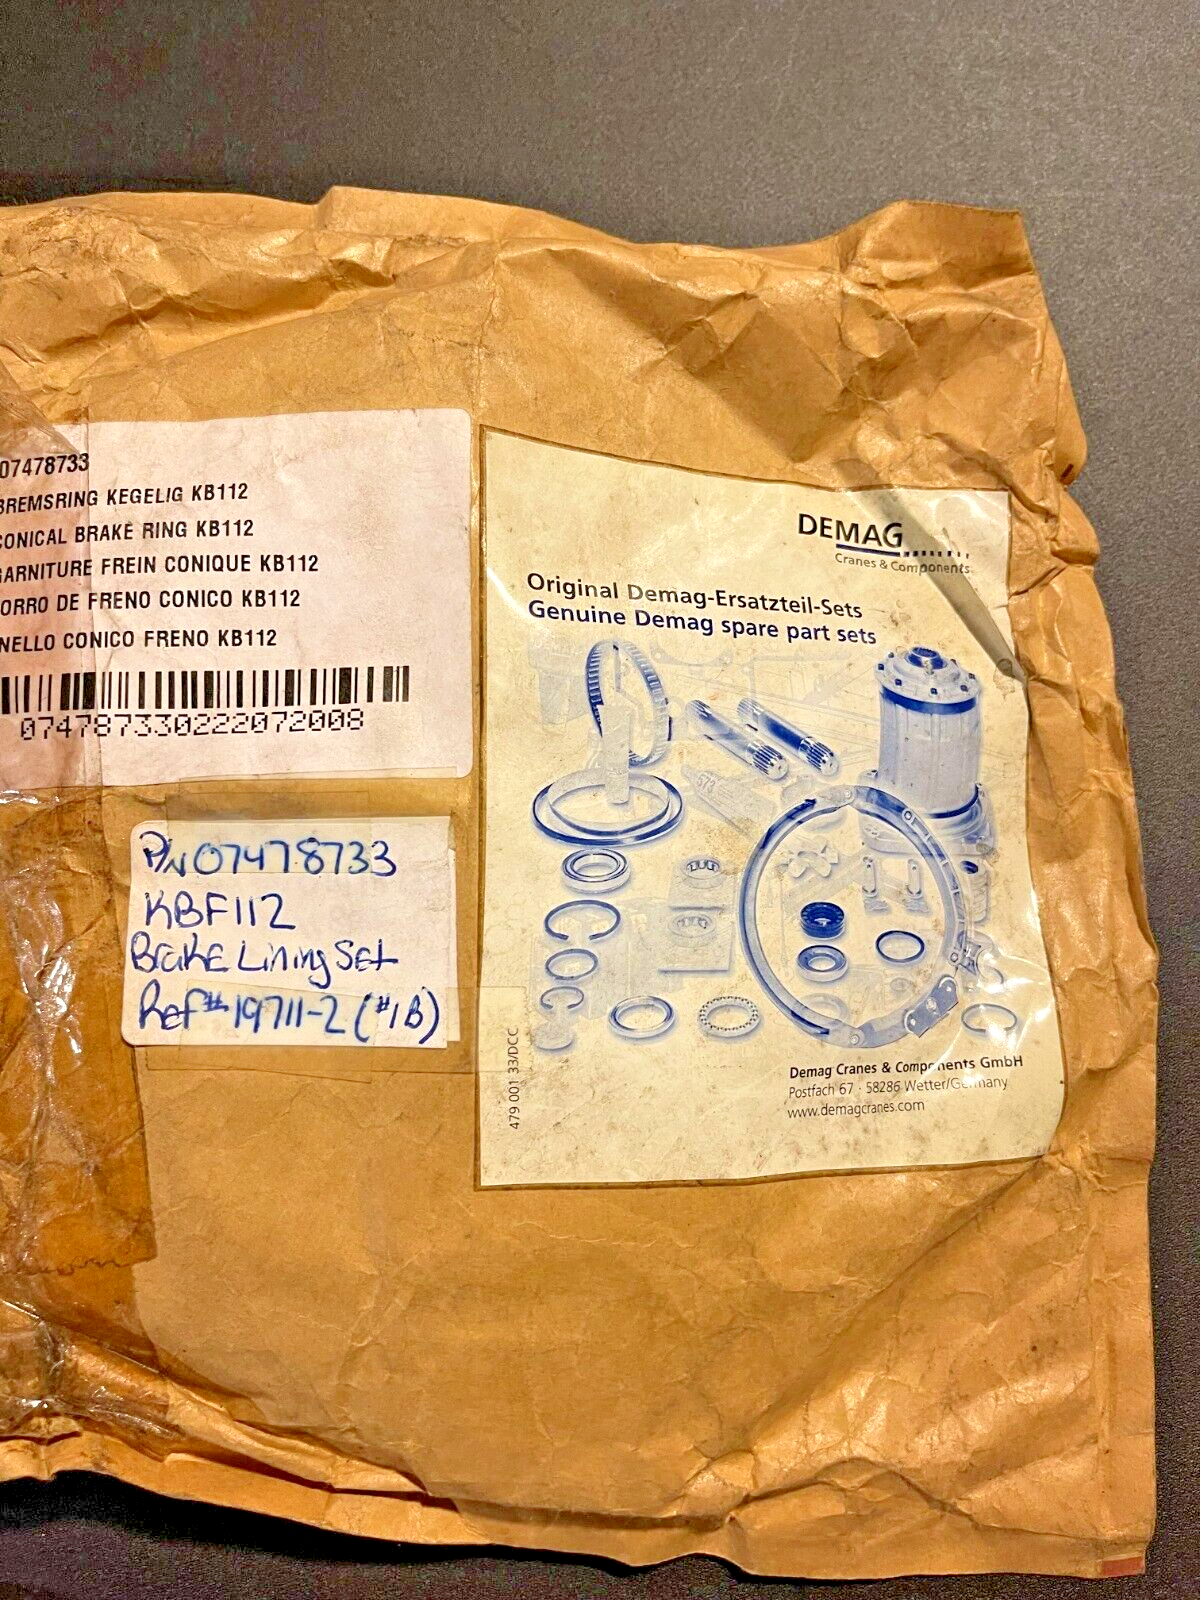 07478733
BREMSRING KEGELIG KB112
CONICAL BRAKE RING KB112
GARNITURE FREIN CONIQUE KB112
ORRO DE FRENO CONICO KB112
NELLO CONICO FRENO KB112
074787330222072008
P/N 07478733
KBF112
Brake Lining Set
Ref# 19711-2 (#1B)
DEMAG
Cranes & Components
Original Demag-Ersatzteil-Sets
Genuine Demag spare part sets
573
479 001 33/DCC
Demag Cranes & Components GmbH
Postfach 67 · 58286 Wetter/Germany
www.demagcranes.com